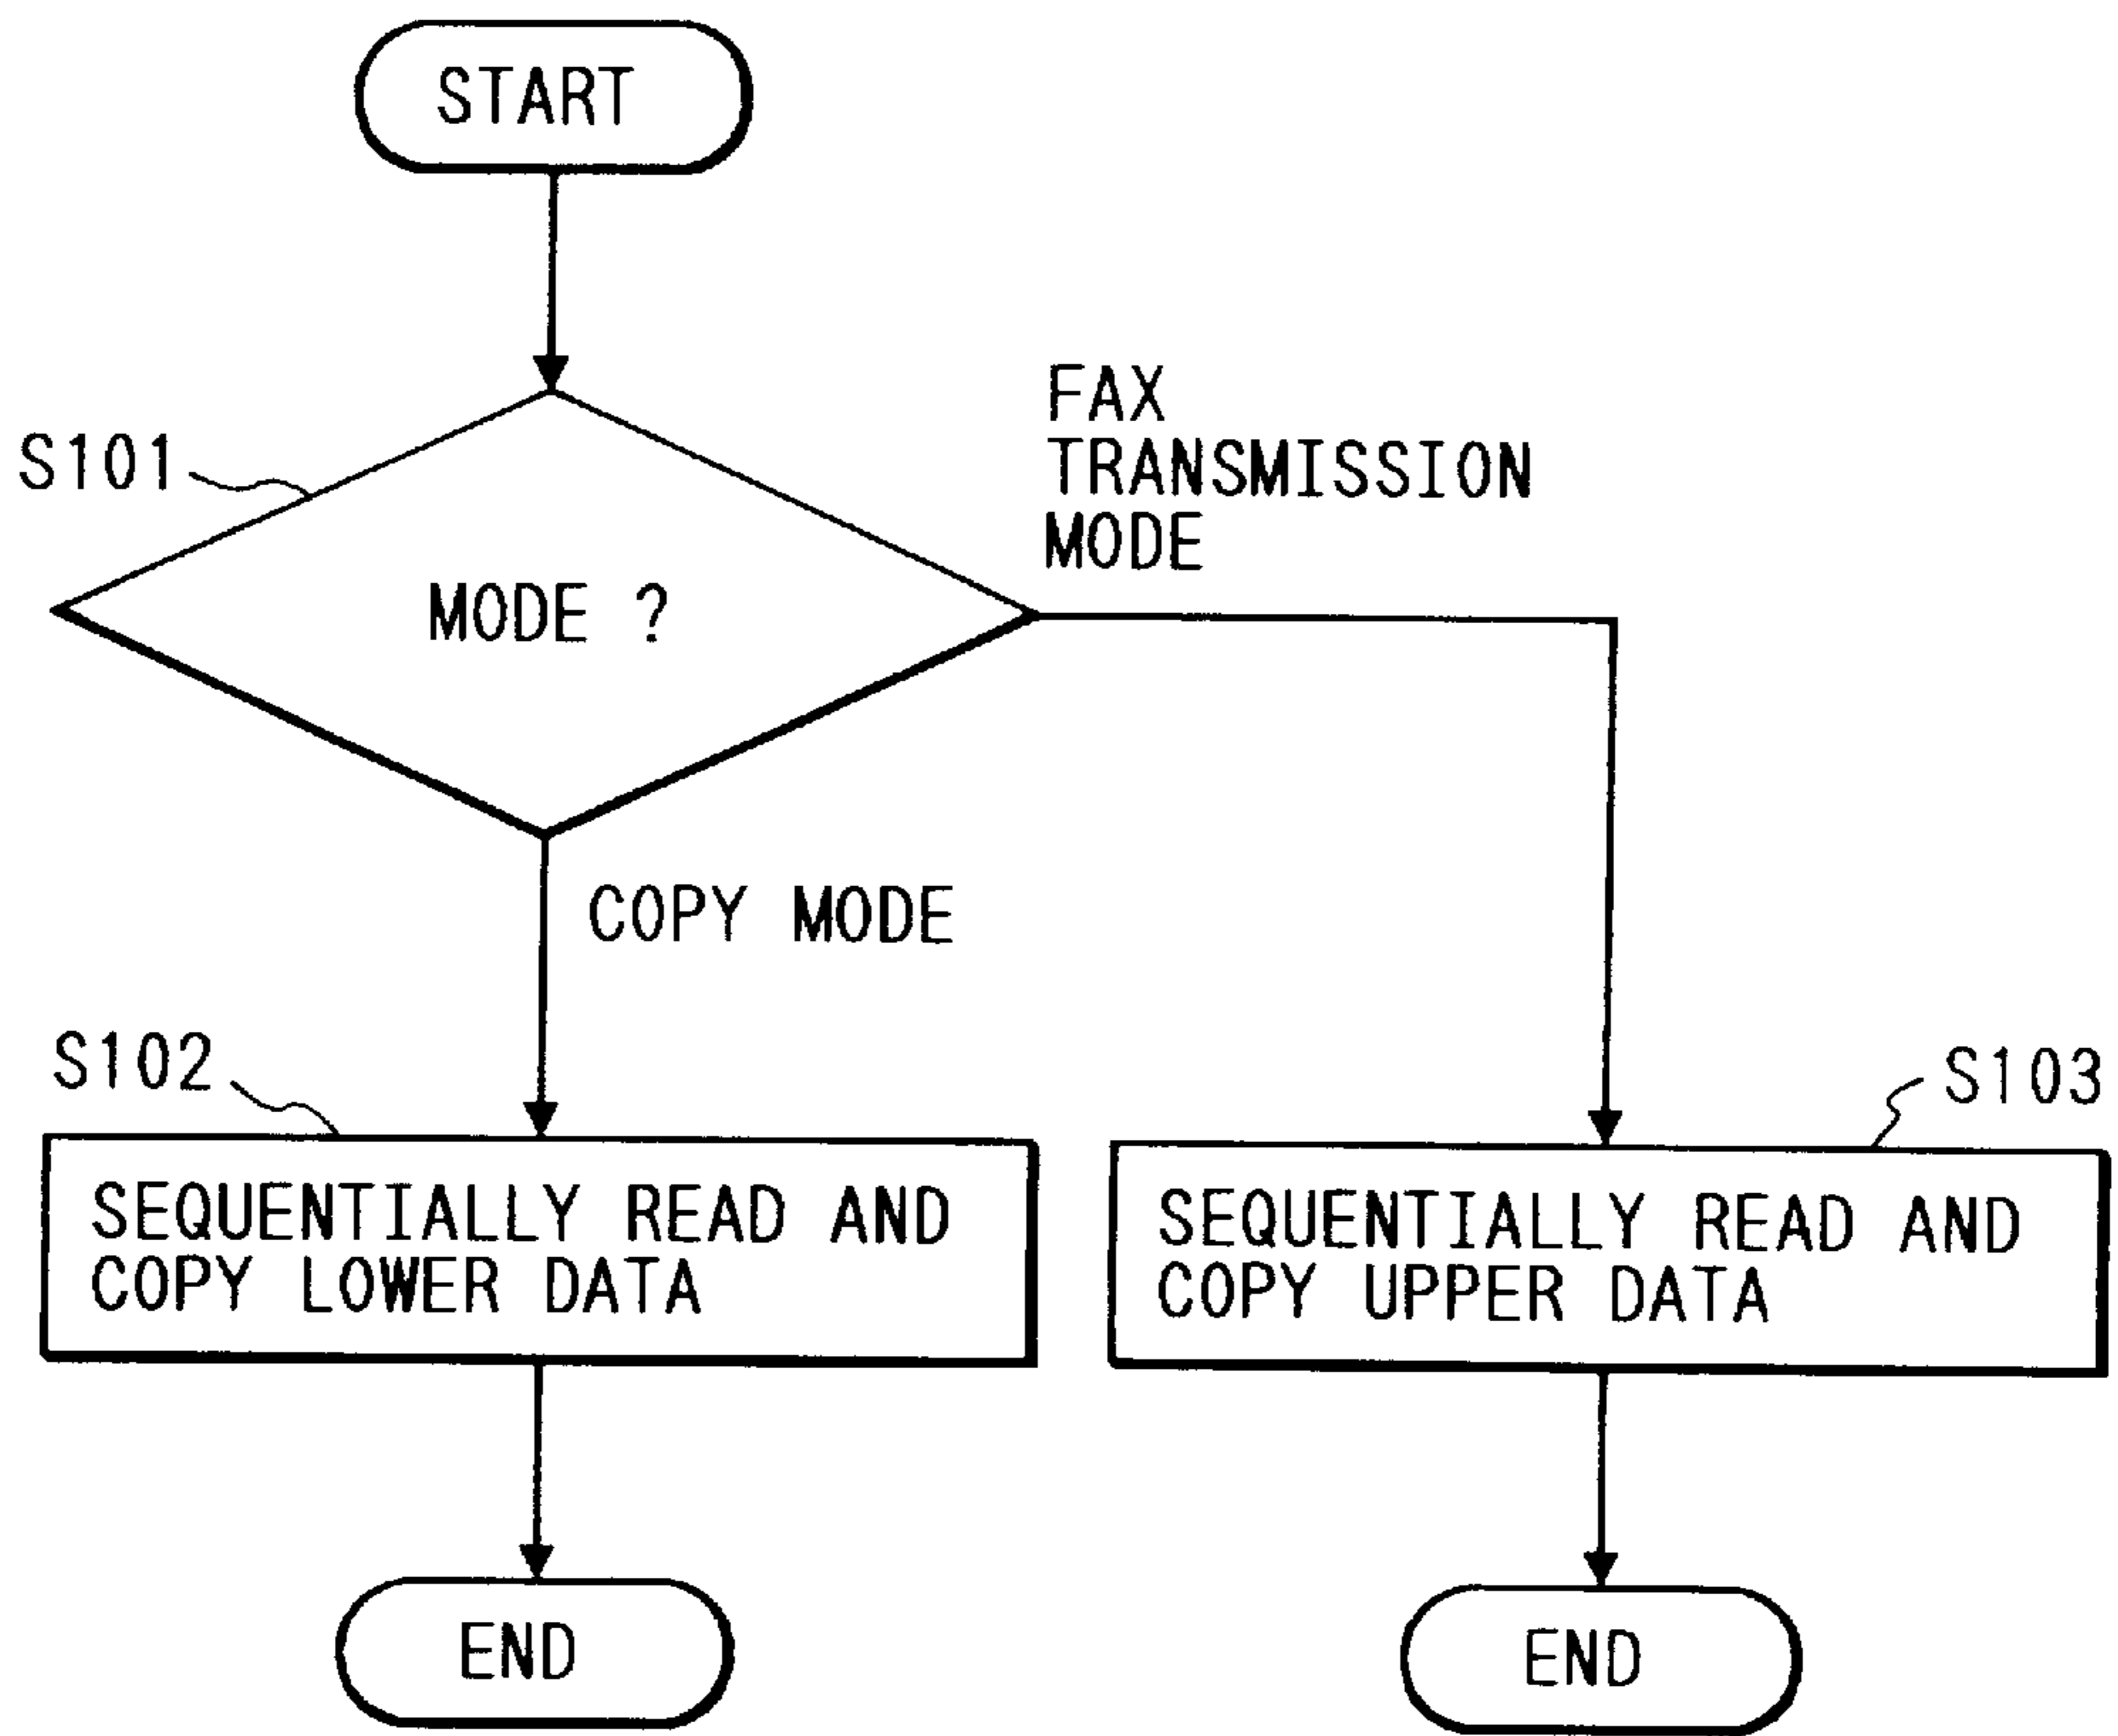 START
S101
FAX
TRANSMISSION
MODE
MODE ?
COPY MODE
S102
SEQUENTIALLY READ AND
COPY LOWER DATA
S103
SEQUENTIALLY READ AND
COPY UPPER DATA
END
END